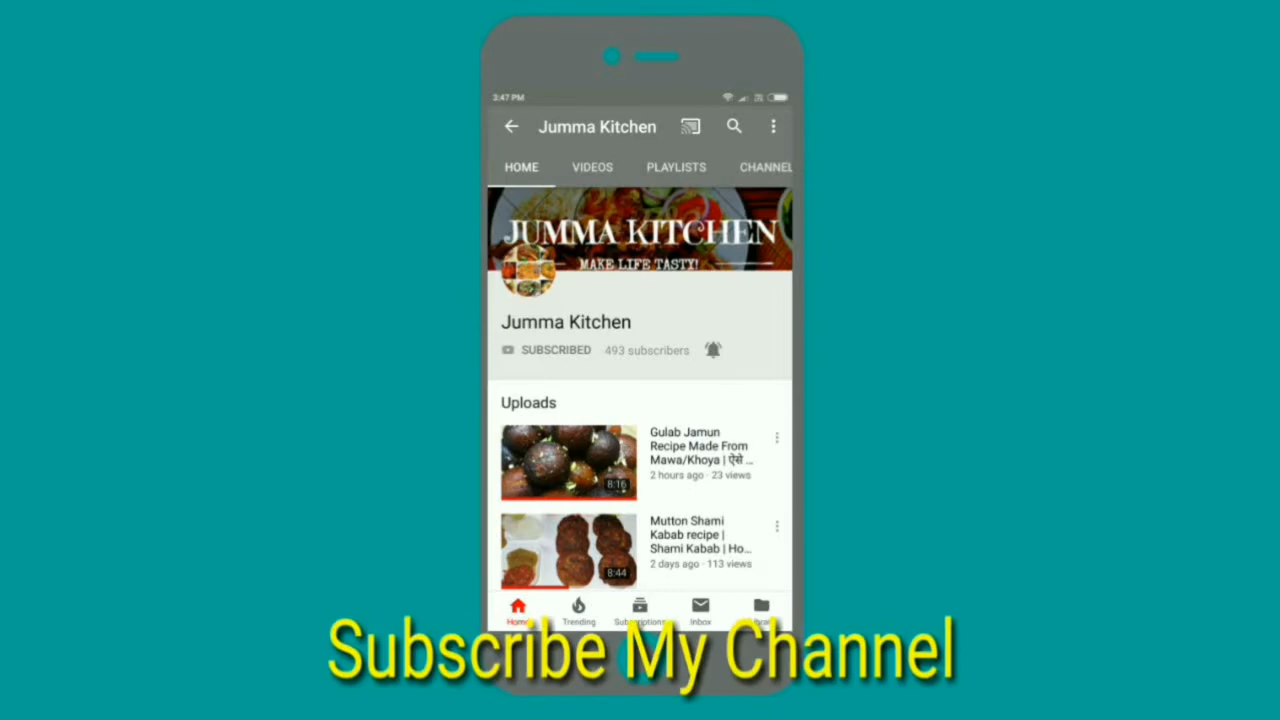 3:47 PM
Jumma Kitchen
HOME VIDEOS PLAYLISTS CHANNEL
JUMMA KITCHEN
MAKE LIFE TASTY!
Jumma Kitchen
SUBSCRIBED 493 subscribers
Uploads
Gulab Jamun
Recipe Made From
Mawa/Khoya | ऐसे ...
2 hours ago · 23 views
8:16
Mutton Shami
Kabab recipe |
Shami Kabab | Ho...
2 days ago · 113 views
8:44
Home Trending Subscriptions Inbox
Subscribe My Channel